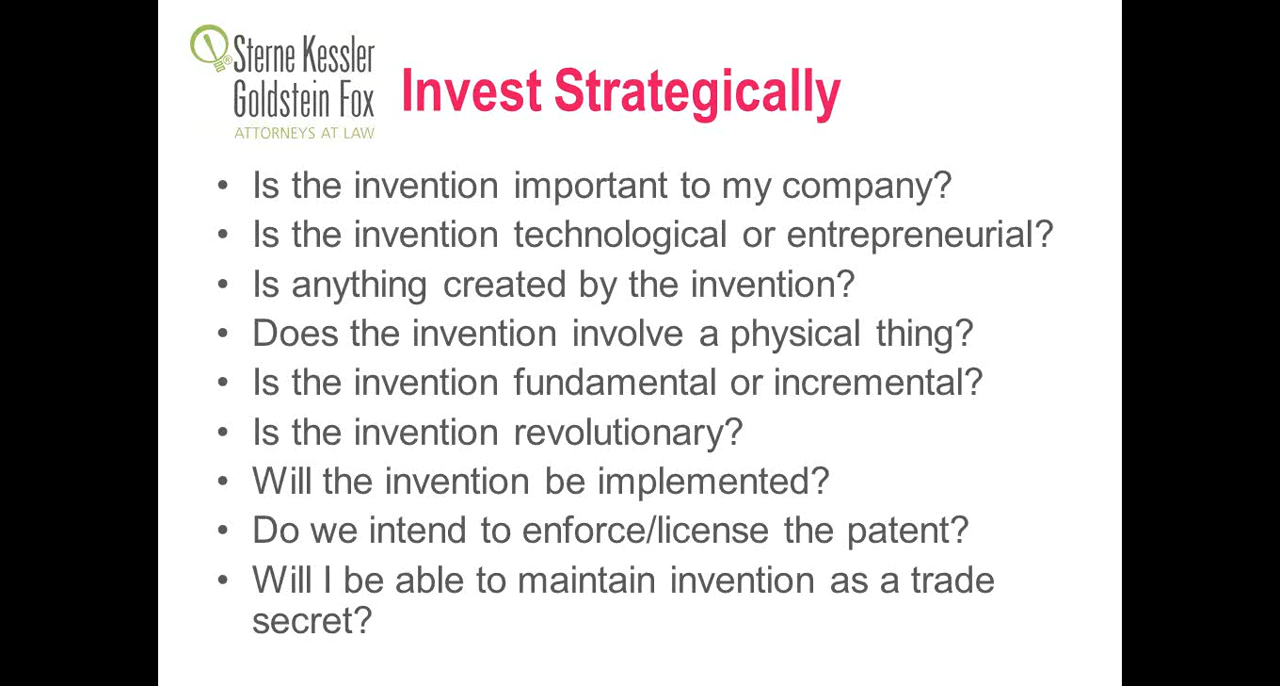 Sterne Kessler
Goldstein Fox
ATTORNEYS AT LAW
Invest Strategically
• Is the invention important to my company?
• Is the invention technological or entrepreneurial?
• Is anything created by the invention?
• Does the invention involve a physical thing?
• Is the invention fundamental or incremental?
• Is the invention revolutionary?
• Will the invention be implemented?
• Do we intend to enforce/license the patent?
• Will I be able to maintain invention as a trade
secret?